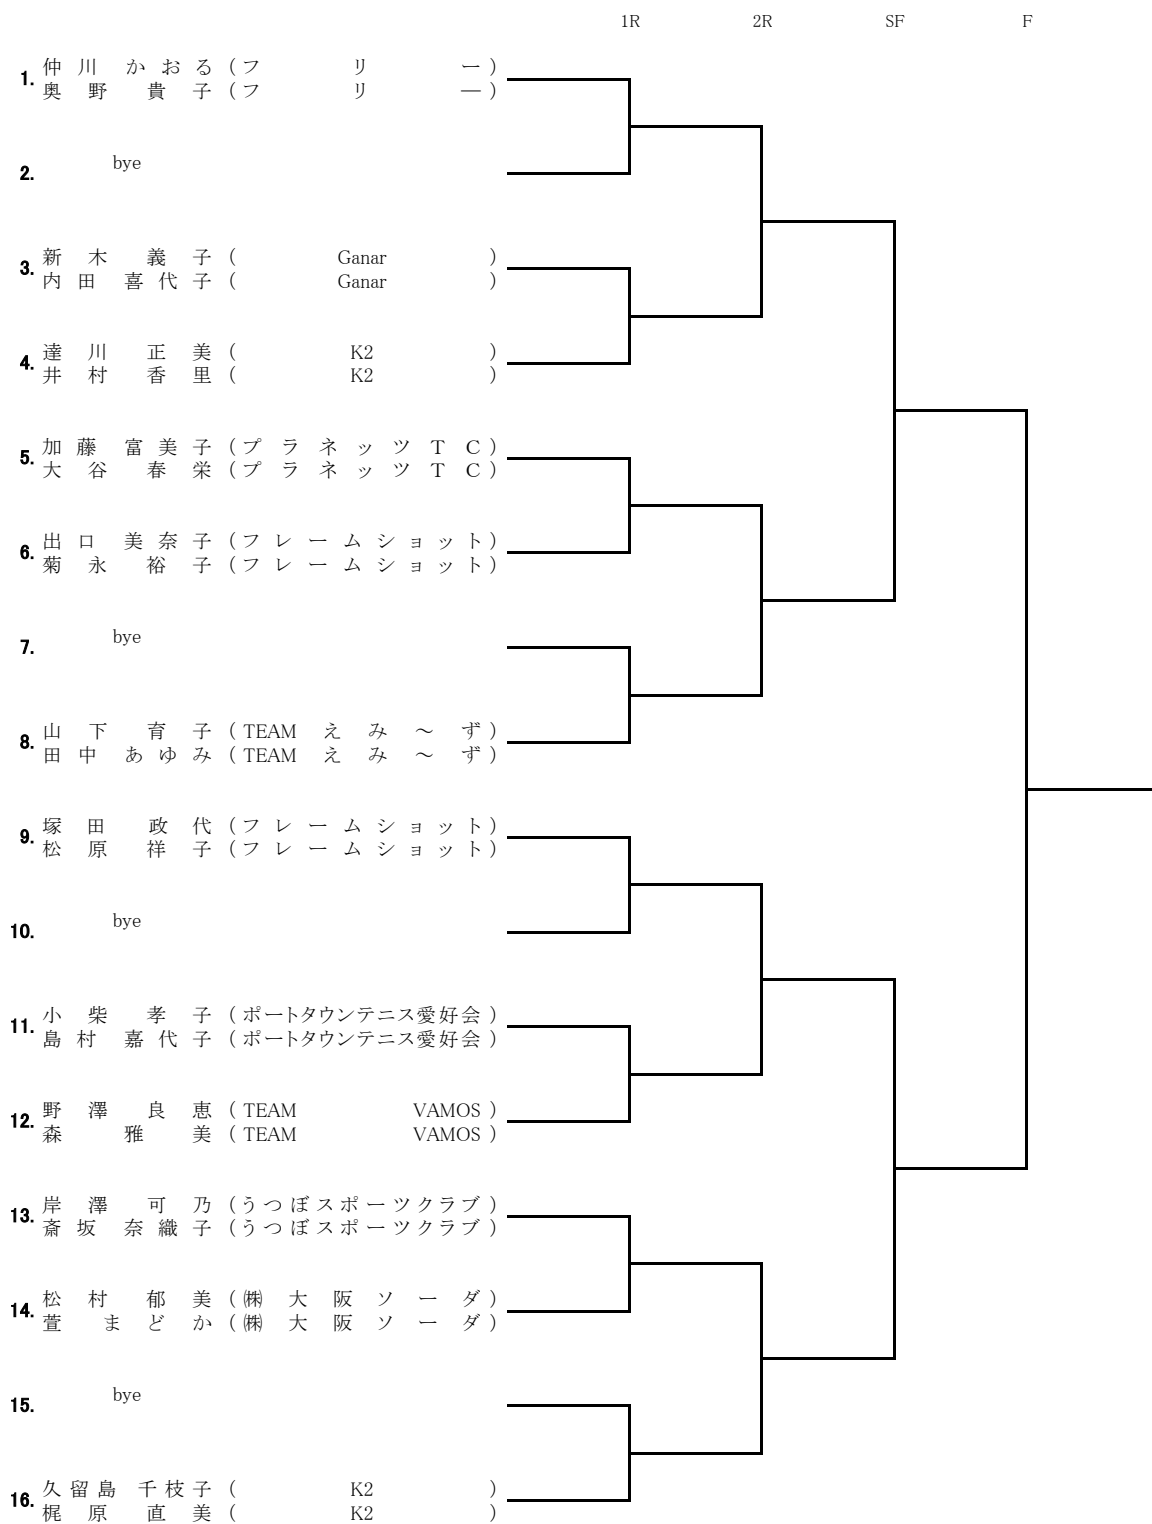 1R 2R SF F
1. 仲川 かおる (フリー)
奥野 貴子 (フリー)
2. bye
3. 新木 義子 (Ganar)
内田 喜代子 (Ganar)
4. 達川 正美 (K2)
井村 香里 (K2)
5. 加藤 富美子 (プラネッツTC)
大谷 春栄 (プラネッツTC)
6. 出口 美奈子 (フレームショット)
菊永 裕子 (フレームショット)
7. bye
8. 山下 育子 (TEAM えみ～ず)
田中 あゆみ (TEAM えみ～ず)
9. 塚田 政代 (フレームショット)
松原 祥子 (フレームショット)
10. bye
11. 小柴 孝子 (ポートタウンテニス愛好会)
島村 嘉代子 (ポートタウンテニス愛好会)
12. 野澤 良恵 (TEAM VAMOS)
森 雅美 (TEAM VAMOS)
13. 岸澤 可乃 (うつぼスポーツクラブ)
斎坂 奈織子 (うつぼスポーツクラブ)
14. 松村 郁美 (㈱大阪ソーダ)
萱 まどか (㈱大阪ソーダ)
15. bye
16. 久留島 千枝子 (K2)
梶原 直美 (K2)